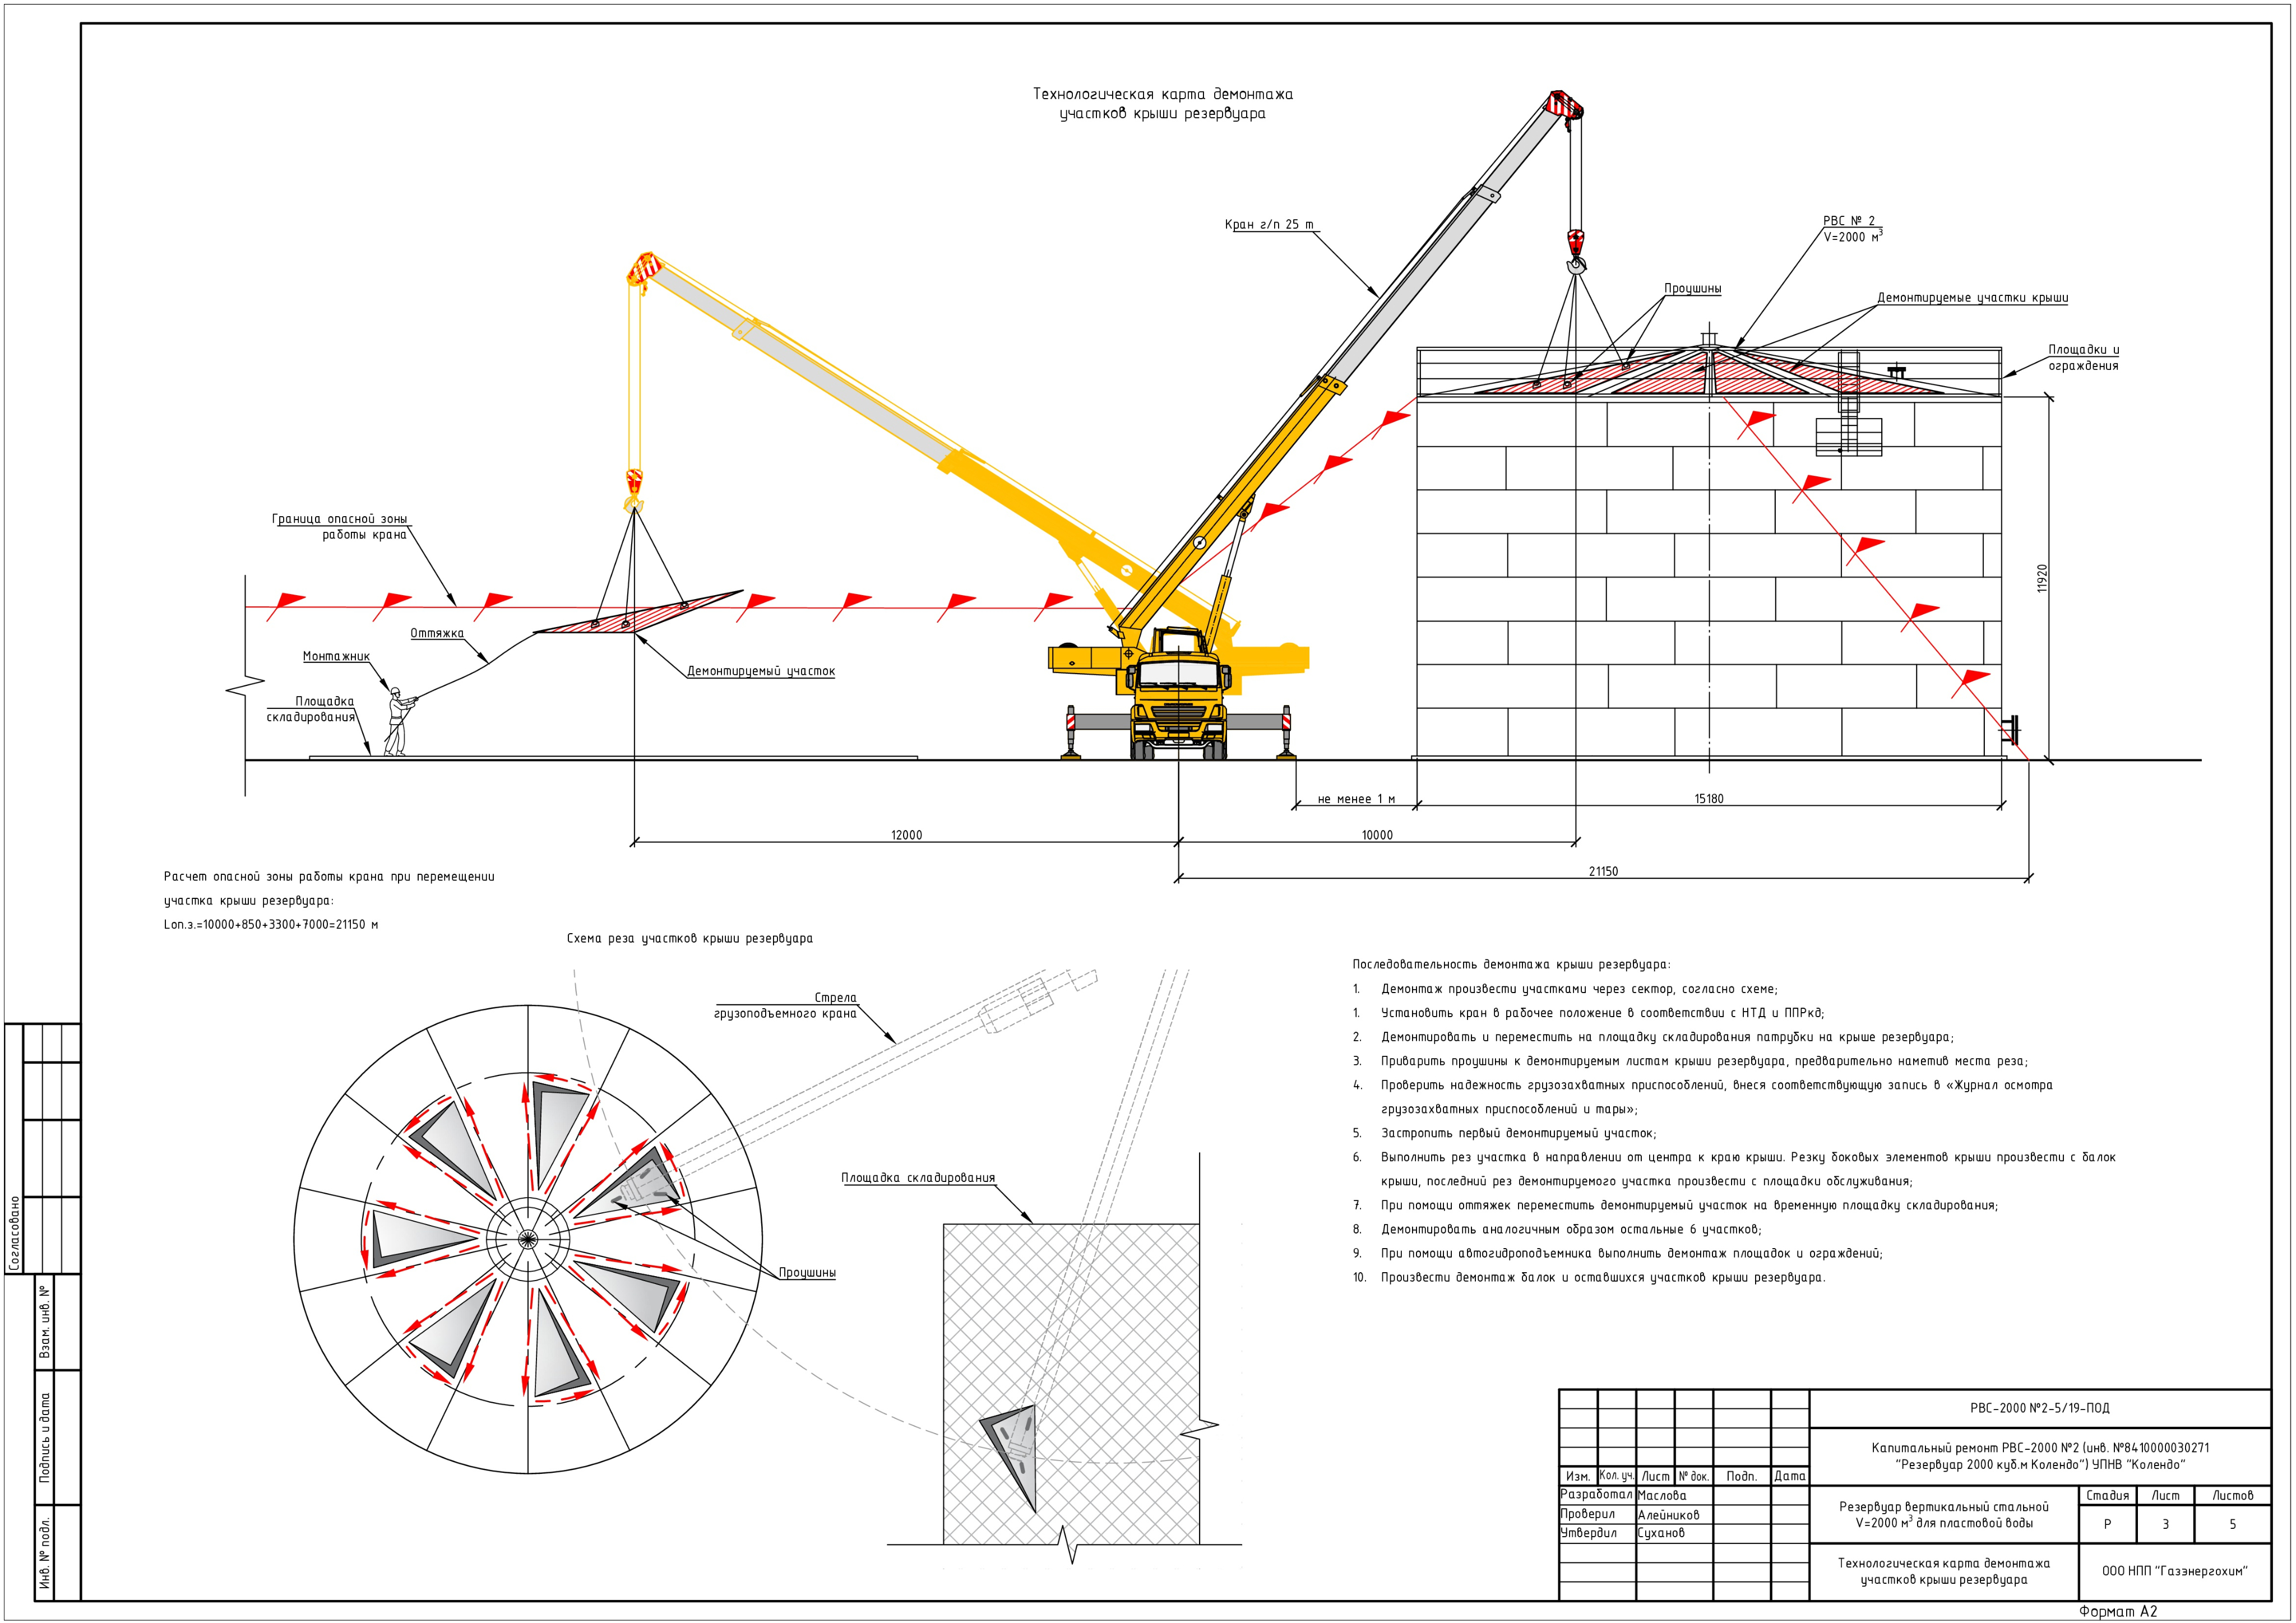 Технологическая карта демонтажа
участков крыши резервуара
Кран г/п 25 т
РВС № 2
V=2000 м³
Проушины
Демонтируемые участки крыши
Площадки и
ограждения
Граница опасной зоны
работы крана
Оттяжка
Монтажник
Площадка
складирования
Демонтируемый участок
11920
не менее 1 м
15180
12000
10000
21150
Расчет опасной зоны работы крана при перемещении
участка крыши резервуара:
Lоп.з.=10000+850+3300+7000=21150 м
Схема реза участков крыши резервуара
Стрела
грузоподъемного крана
Площадка складирования
Проушины
Последовательность демонтажа крыши резервуара:
1. Демонтаж произвести участками через сектор, согласно схеме;
1. Установить кран в рабочее положение в соответствии с НТД и ППРкд;
2. Демонтировать и переместить на площадку складирования патрубки на крыше резервуара;
3. Приварить проушины к демонтируемым листам крыши резервуара, предварительно наметив места реза;
4. Проверить надежность грузозахватных приспособлений, внеся соответствующую запись в «Журнал осмотра
грузозахватных приспособлений и тары»;
5. Застропить первый демонтируемый участок;
6. Выполнить рез участка в направлении от центра к краю крыши. Резку боковых элементов крыши произвести с балок
крыши, последний рез демонтируемого участка произвести с площадки обслуживания;
7. При помощи оттяжек переместить демонтируемый участок на временную площадку складирования;
8. Демонтировать аналогичным образом остальные 6 участков;
9. При помощи автогидроподъемника выполнить демонтаж площадок и ограждений;
10. Произвести демонтаж балок и оставшихся участков крыши резервуара.
Согласовано
Взам. инв. №
Подпись и дата
Инв. № подл.
РВС-2000 №2-5/19-ПОД
Капитальный ремонт РВС-2000 №2 (инв. №8410000030271
"Резервуар 2000 куб.м Колендо") УПНВ "Колендо"
Изм. Кол. уч. Лист № док. Подп. Дата
Разработал Маслова
Проверил Алейников
Утвердил Суханов
Резервуар вертикальный стальной
V=2000 м³ для пластовой воды
Стадия Лист Листов
Р 3 5
Технологическая карта демонтажа
участков крыши резервуара
ООО НПП "Газэнергохим"
Формат А2